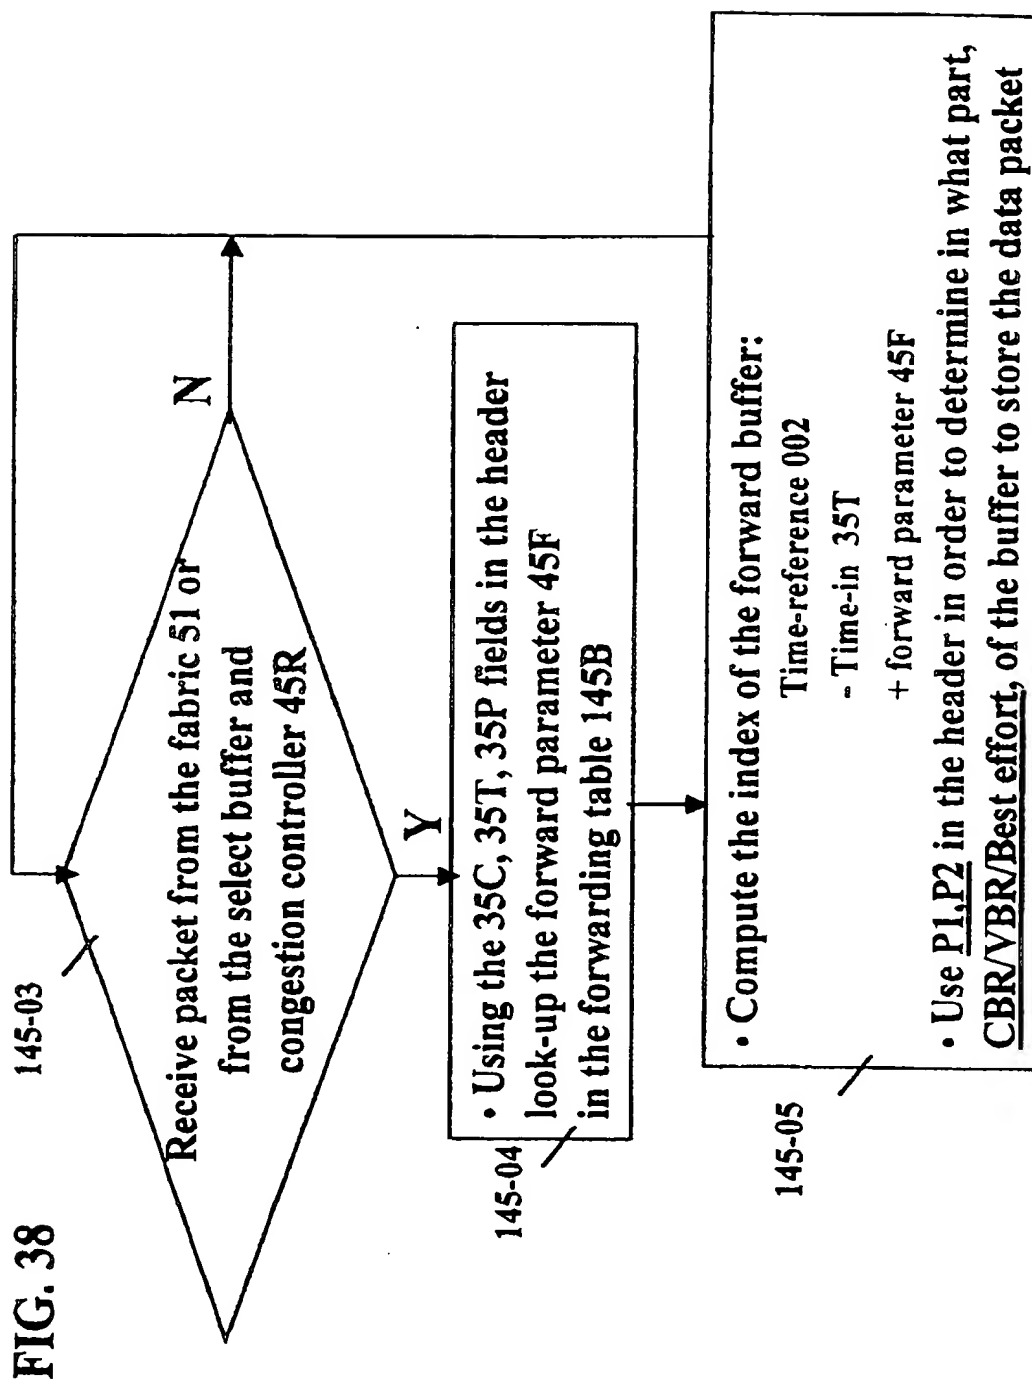 FIG. 38
145-03
Receive packet from the fabric 51 or
from the select buffer and
congestion controller 45R
N
Y
145-04
• Using the 35C, 35T, 35P fields in the header
look-up the forward parameter 45F
in the forwarding table 145B
145-05
• Compute the index of the forward buffer:
Time-reference 002
- Time-in 35T
+ forward parameter 45F
• Use P1,P2 in the header in order to determine in what part,
CBR/VBR/Best effort, of the buffer to store the data packet